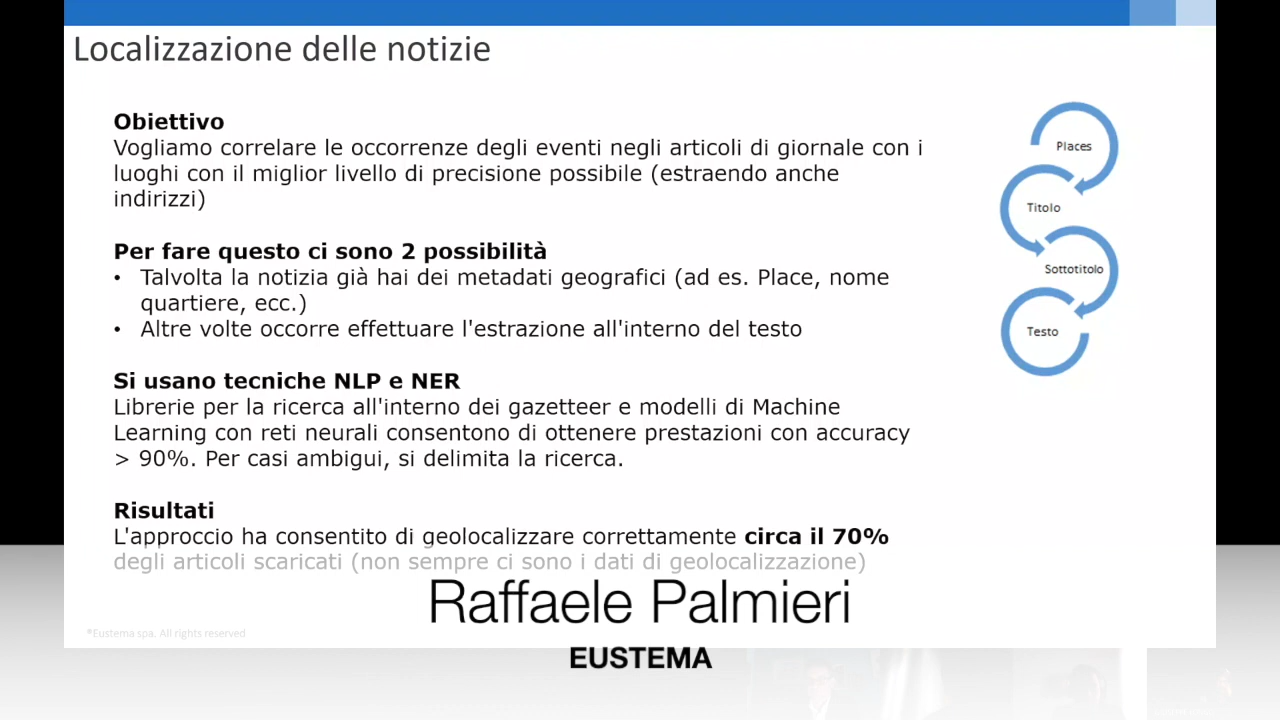 Localizzazione delle notizie
Obiettivo
Vogliamo correlare le occorrenze degli eventi negli articoli di giornale con i
luoghi con il miglior livello di precisione possibile (estraendo anche
indirizzi)
Per fare questo ci sono 2 possibilità
• Talvolta la notizia già hai dei metadati geografici (ad es. Place, nome
quartiere, ecc.)
• Altre volte occorre effettuare l'estrazione all'interno del testo
Si usano tecniche NLP e NER
Librerie per la ricerca all'interno dei gazetteer e modelli di Machine
Learning con reti neurali consentono di ottenere prestazioni con accuracy
> 90%. Per casi ambigui, si delimita la ricerca.
Risultati
L'approccio ha consentito di geolocalizzare correttamente circa il 70%
degli articoli scaricati (non sempre ci sono i dati di geolocalizzazione)
Places
Titolo
Sottotitolo
Testo
Raffaele Palmieri
*Eustema spa. All rights reserved
EUSTEMA